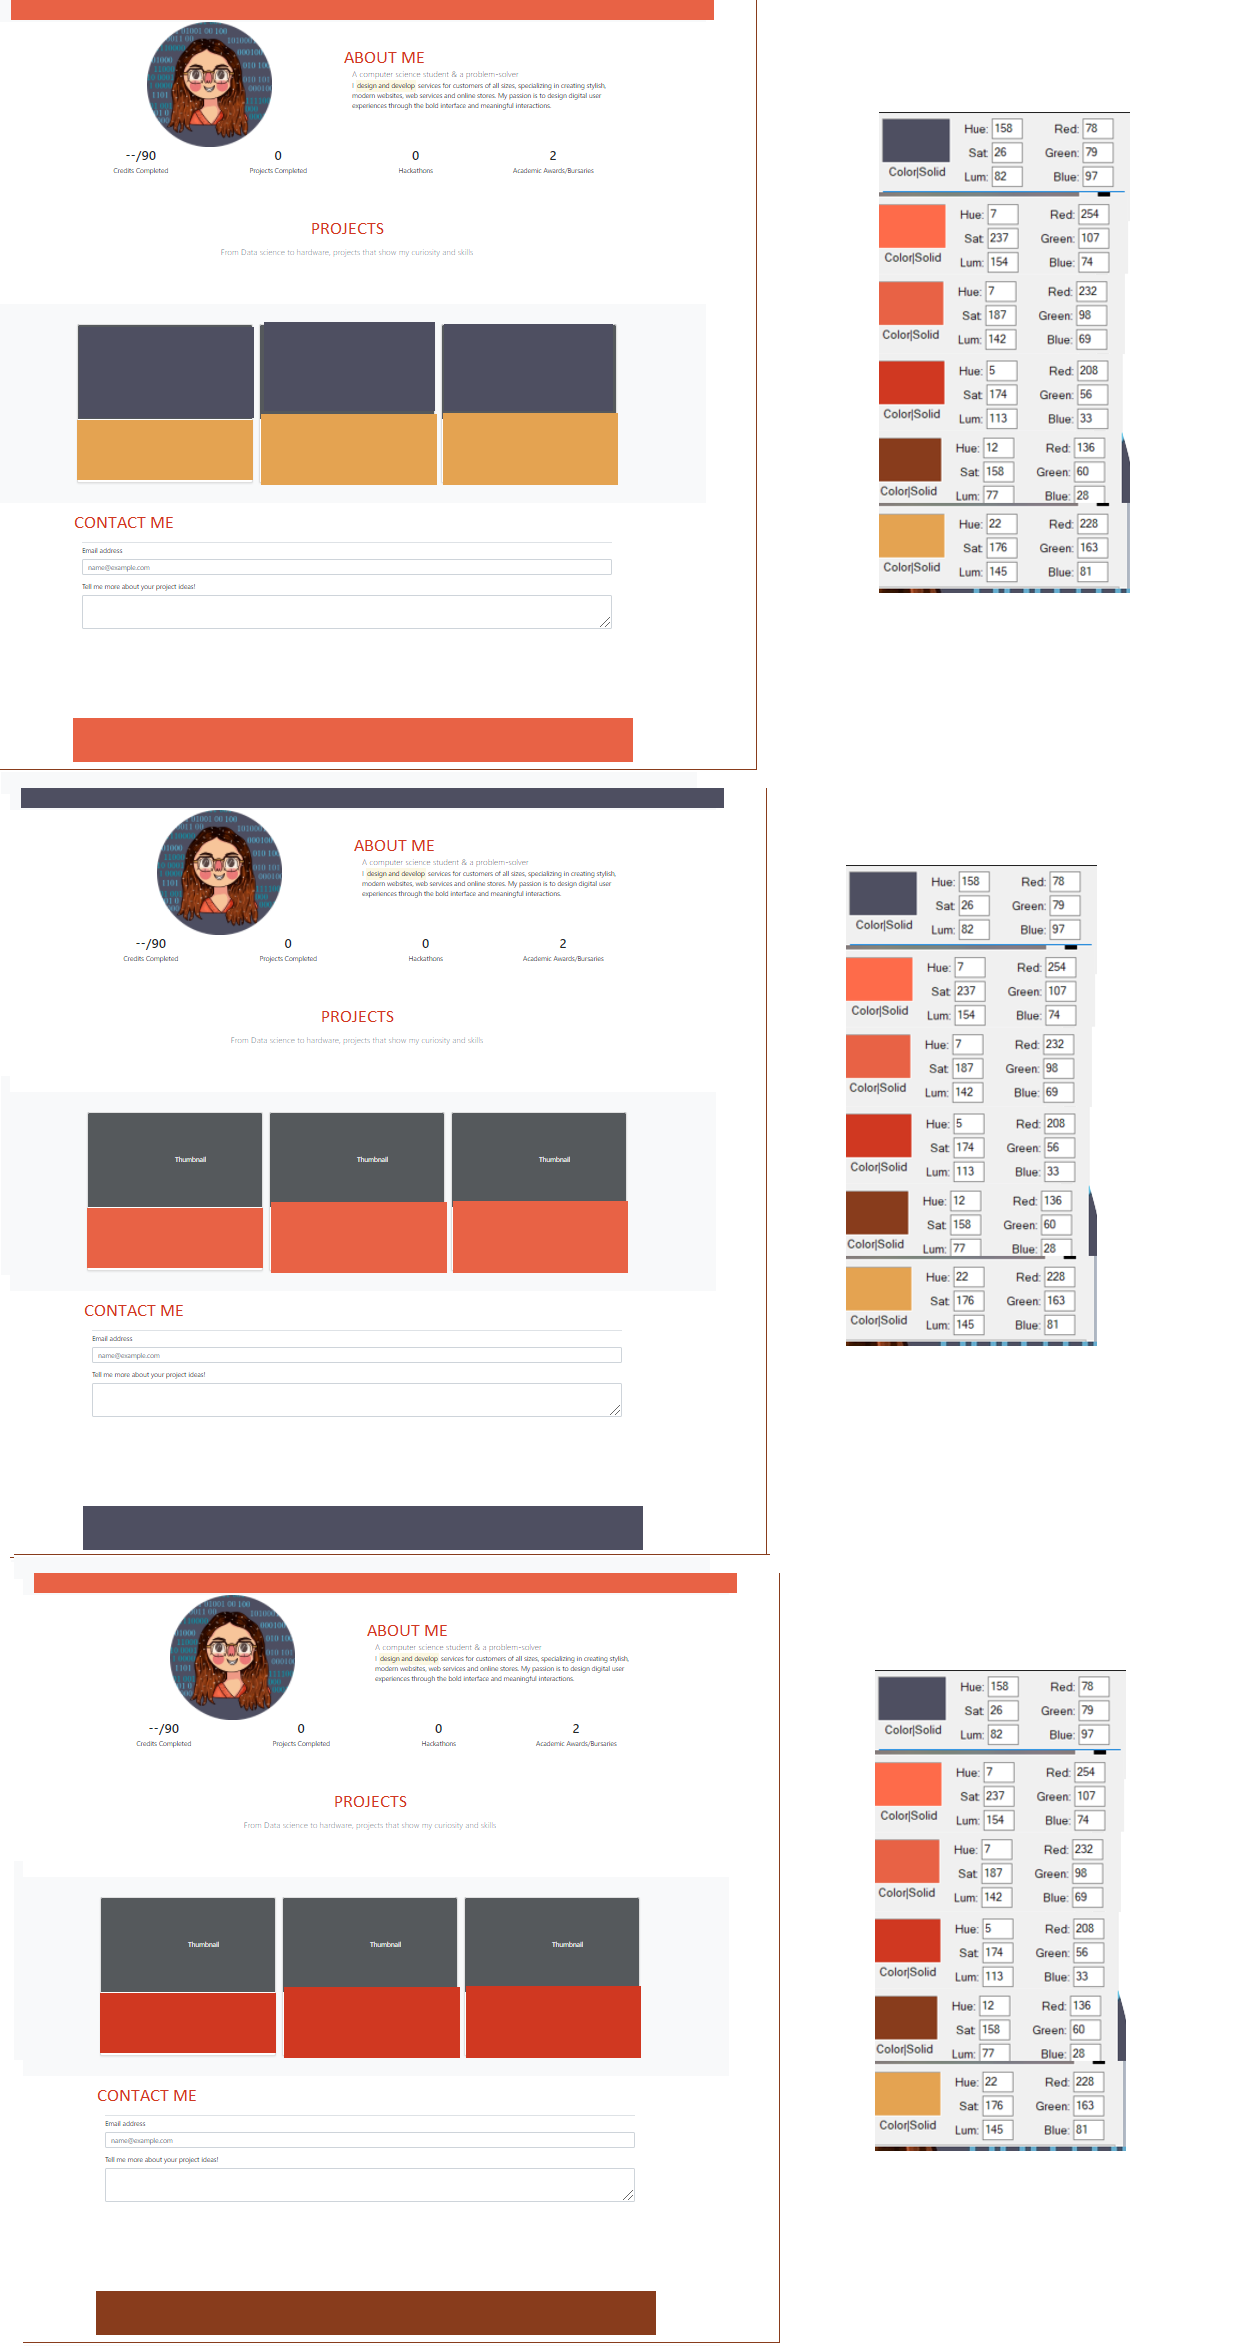 ABOUT ME
A computer science student & a problem-solver
I design and develop services for customers of all sizes, specializing in creating stylish,
modern websites, web services and online stores. My passion is to design digital user
experiences through the bold interface and meaningful interactions.
--/90 0 0 2
Credits Completed Projects Completed Hackathons Academic Awards/Bursaries
PROJECTS
From Data science to hardware, projects that show my curiosity and skills
CONTACT ME
Email address
name@example.com
Tell me more about your project ideas!
Hue: 158 Red: 78
Sat: 26 Green: 79
Color|Solid Lum: 82 Blue: 97
Hue: 7 Red: 254
Sat: 237 Green: 107
Color|Solid Lum: 154 Blue: 74
Hue: 7 Red: 232
Sat: 187 Green: 98
Color|Solid Lum: 142 Blue: 69
Hue: 5 Red: 208
Sat: 174 Green: 56
Color|Solid Lum: 113 Blue: 33
Hue: 12 Red: 136
Sat: 158 Green: 60
Color|Solid Lum: 77 Blue: 28
Hue: 22 Red: 228
Sat: 176 Green: 163
Color|Solid Lum: 145 Blue: 81
ABOUT ME
A computer science student & a problem-solver
I design and develop services for customers of all sizes, specializing in creating stylish,
modern websites, web services and online stores. My passion is to design digital user
experiences through the bold interface and meaningful interactions.
--/90 0 0 2
Credits Completed Projects Completed Hackathons Academic Awards/Bursaries
PROJECTS
From Data science to hardware, projects that show my curiosity and skills
Thumbnail Thumbnail Thumbnail
CONTACT ME
Email address
name@example.com
Tell me more about your project ideas!
Hue: 158 Red: 78
Sat: 26 Green: 79
Color|Solid Lum: 82 Blue: 97
Hue: 7 Red: 254
Sat: 237 Green: 107
Color|Solid Lum: 154 Blue: 74
Hue: 7 Red: 232
Sat: 187 Green: 98
Color|Solid Lum: 142 Blue: 69
Hue: 5 Red: 208
Sat: 174 Green: 56
Color|Solid Lum: 113 Blue: 33
Hue: 12 Red: 136
Sat: 158 Green: 60
Color|Solid Lum: 77 Blue: 28
Hue: 22 Red: 228
Sat: 176 Green: 163
Color|Solid Lum: 145 Blue: 81
ABOUT ME
A computer science student & a problem-solver
I design and develop services for customers of all sizes, specializing in creating stylish,
modern websites, web services and online stores. My passion is to design digital user
experiences through the bold interface and meaningful interactions.
--/90 0 0 2
Credits Completed Projects Completed Hackathons Academic Awards/Bursaries
PROJECTS
From Data science to hardware, projects that show my curiosity and skills
Thumbnail Thumbnail Thumbnail
CONTACT ME
Email address
name@example.com
Tell me more about your project ideas!
Hue: 158 Red: 78
Sat: 26 Green: 79
Color|Solid Lum: 82 Blue: 97
Hue: 7 Red: 254
Sat: 237 Green: 107
Color|Solid Lum: 154 Blue: 74
Hue: 7 Red: 232
Sat: 187 Green: 98
Color|Solid Lum: 142 Blue: 69
Hue: 5 Red: 208
Sat: 174 Green: 56
Color|Solid Lum: 113 Blue: 33
Hue: 12 Red: 136
Sat: 158 Green: 60
Color|Solid Lum: 77 Blue: 28
Hue: 22 Red: 228
Sat: 176 Green: 163
Color|Solid Lum: 145 Blue: 81